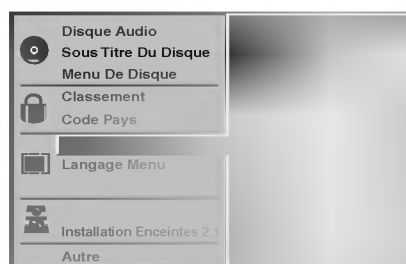 Disque Audio
Sous Titre Du Disque
Menu De Disque
Classement
Code Pays
Langage Menu
Installation Enceintes 2.1
Autre